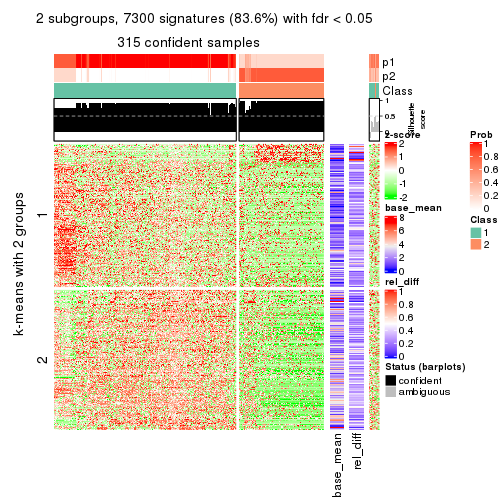 2 subgroups, 7300 signatures (83.6%) with fdr < 0.05
315 confident samples
p1
p2
Class
1
0.5
0
Silhouette
score
k-means with 2 groups
1
2
base_mean
rel_diff
z-score
2
1
0
-1
-2
base_mean
8
6
4
2
0
rel_diff
1
0.8
0.6
0.4
0.2
0
Status (barplots)
confident
ambiguous
Prob
1
0.8
0.6
0.4
0.2
0
Class
1
2